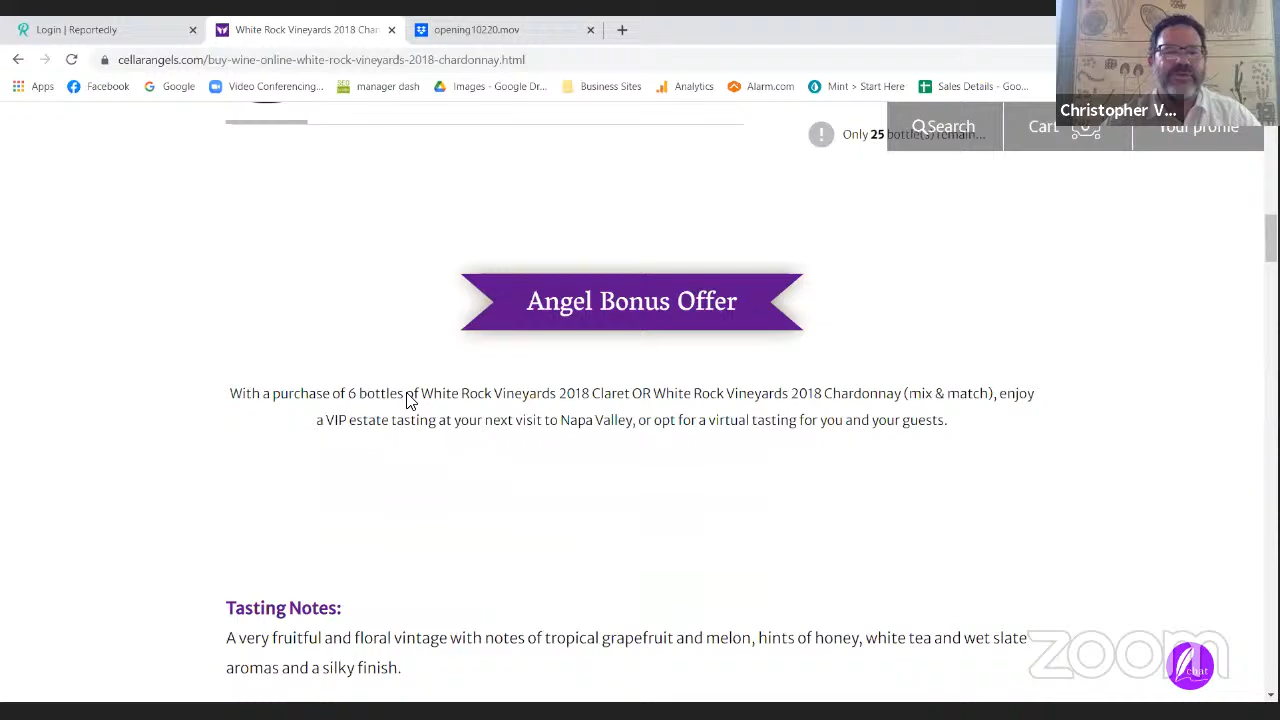 Login | Reportedly
White Rock Vineyards 2018 Char
opening10220.mov
cellarangels.com/buy-wine-online-white-rock-vineyards-2018-chardonnay.html
Apps Facebook Google Video Conferencing... manager dash Images - Google Dr... Business Sites Analytics Alarm.com Mint > Start Here Sales Details - Goo...
Christopher V...
Only 25 bottle(s) remain...
Search Cart 0 Your profile
Angel Bonus Offer
With a purchase of 6 bottles of White Rock Vineyards 2018 Claret OR White Rock Vineyards 2018 Chardonnay (mix & match), enjoy
a VIP estate tasting at your next visit to Napa Valley, or opt for a virtual tasting for you and your guests.
Tasting Notes:
A very fruitful and floral vintage with notes of tropical grapefruit and melon, hints of honey, white tea and wet slate
aromas and a silky finish.
zoom
chat